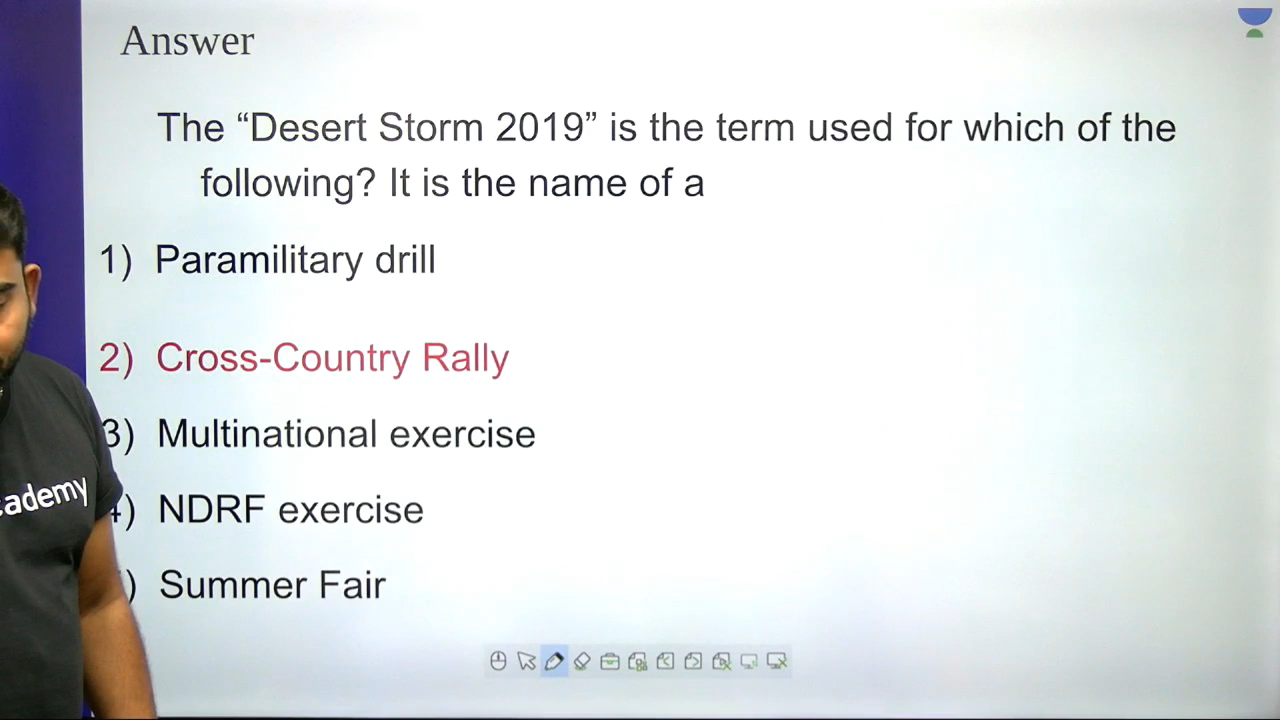 Answer
The “Desert Storm 2019” is the term used for which of the
following? It is the name of a
1) Paramilitary drill
2) Cross-Country Rally
3) Multinational exercise
cademy
4) NDRF exercise
) Summer Fair